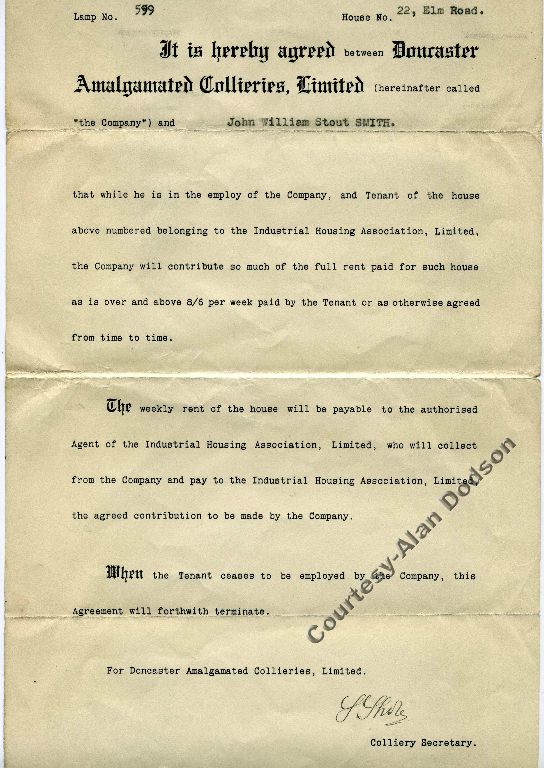 Lamp No. 599 House No. 22, Elm Road.
It is hereby agreed between Doncaster
Amalgamated Collieries, Limited (hereinafter called
"the Company") and John William Stout SMITH.
that while he is in the employ of the Company, and Tenant of the house
above numbered belonging to the Industrial Housing Association, Limited,
the Company will contribute so much of the full rent paid for such house
as is over and above 8/6 per week paid by the Tenant or as otherwise agreed
from time to time.
The weekly rent of the house will be payable to the authorised
Agent of the Industrial Housing Association, Limited, who will collect
from the Company and pay to the Industrial Housing Association, Limited,
the agreed contribution to be made by the Company.
When the Tenant ceases to be employed by the Company, this
Agreement will forthwith terminate.
For Doncaster Amalgamated Collieries, Limited.
Colliery Secretary.
Courtesy-Alan Dodson